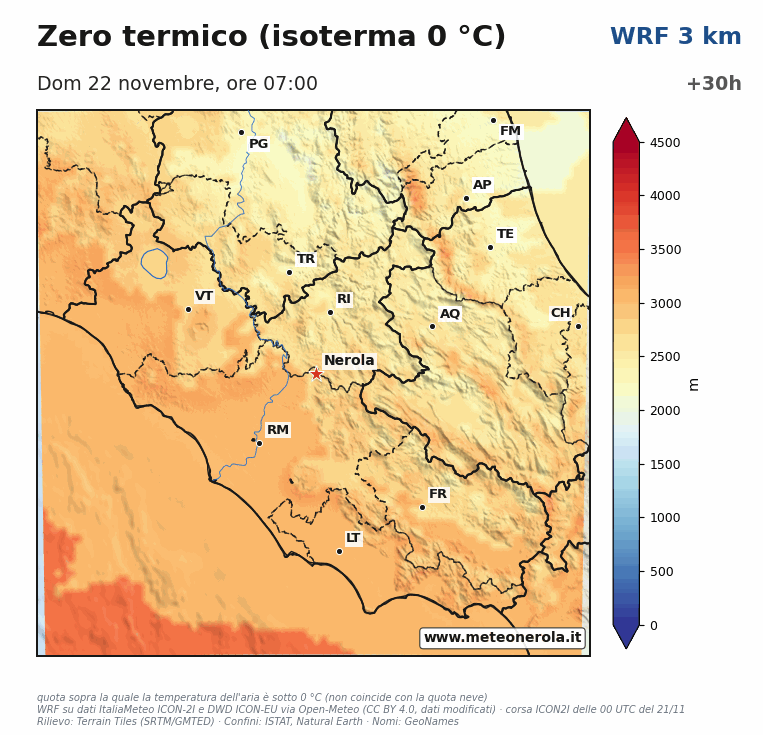 Zero termico (isoterma 0 °C)
WRF 3 km
Dom 22 novembre, ore 07:00
+30h
FM
PG
AP
TE
TR
VT
RI
AQ
CH
Nerola
RM
FR
LT
www.meteonerola.it
4500
4000
3500
3000
2500
2000
1500
1000
500
0
m
quota sopra la quale la temperatura dell'aria è sotto 0 °C (non coincide con la quota neve)
WRF su dati ItaliaMeteo ICON-2I e DWD ICON-EU via Open-Meteo (CC BY 4.0, dati modificati) · corsa ICON2I delle 00 UTC del 21/11
Rilievo: Terrain Tiles (SRTM/GMTED) · Confini: ISTAT, Natural Earth · Nomi: GeoNames